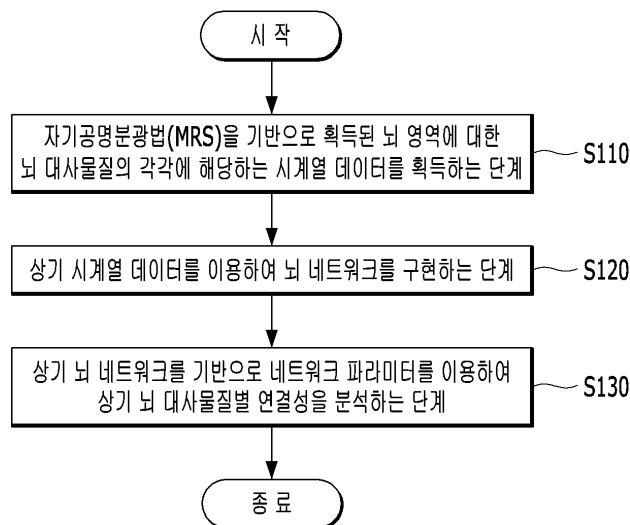 시 작
자기공명분광법(MRS)을 기반으로 획득된 뇌 영역에 대한
뇌 대사물질의 각각에 해당하는 시계열 데이터를 획득하는 단계
S110
상기 시계열 데이터를 이용하여 뇌 네트워크를 구현하는 단계
S120
상기 뇌 네트워크를 기반으로 네트워크 파라미터를 이용하여
상기 뇌 대사물질별 연결성을 분석하는 단계
S130
종 료